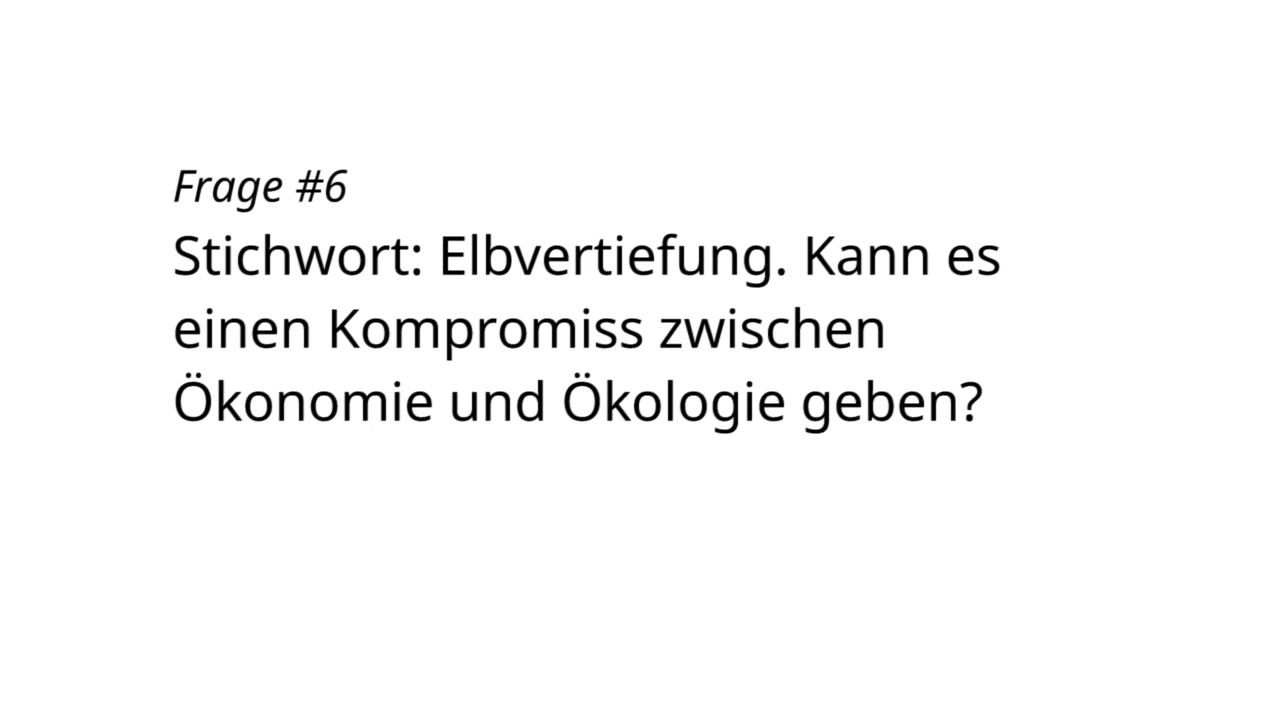 Frage #6
Stichwort: Elbvertiefung. Kann es
einen Kompromiss zwischen
Ökonomie und Ökologie geben?